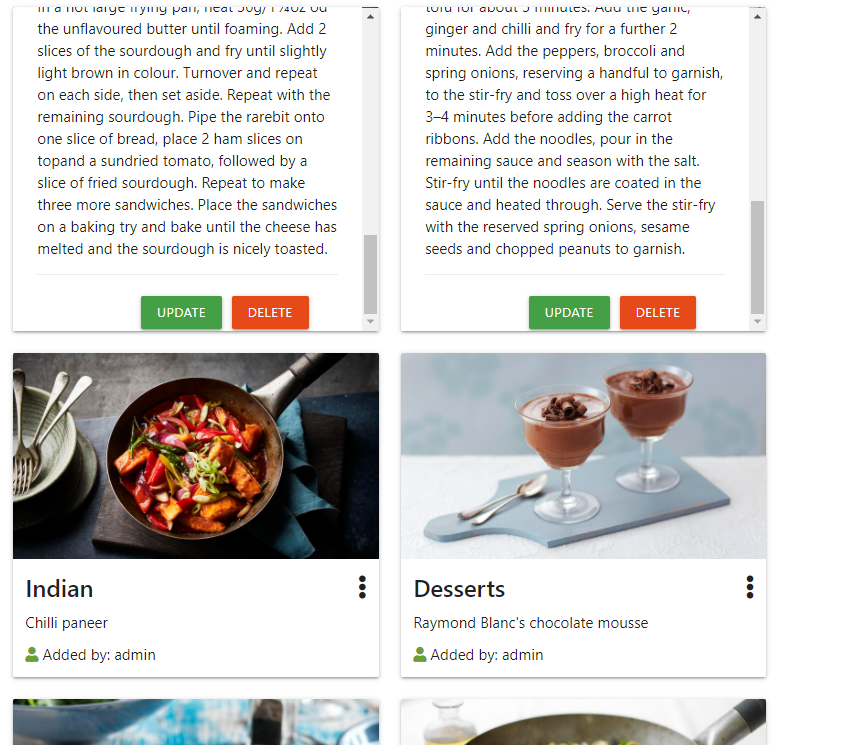 in a hot large frying pan, heat 50g/1¾oz od
the unflavoured butter until foaming. Add 2
slices of the sourdough and fry until slightly
light brown in colour. Turnover and repeat
on each side, then set aside. Repeat with the
remaining sourdough. Pipe the rarebit onto
one slice of bread, place 2 ham slices on
topand a sundried tomato, followed by a
slice of fried sourdough. Repeat to make
three more sandwiches. Place the sandwiches
on a baking try and bake until the cheese has
melted and the sourdough is nicely toasted.
UPDATE DELETE
tofu for about 5 minutes. Add the garlic,
ginger and chilli and fry for a further 2
minutes. Add the peppers, broccoli and
spring onions, reserving a handful to garnish,
to the stir-fry and toss over a high heat for
3–4 minutes before adding the carrot
ribbons. Add the noodles, pour in the
remaining sauce and season with the salt.
Stir-fry until the noodles are coated in the
sauce and heated through. Serve the stir-fry
with the reserved spring onions, sesame
seeds and chopped peanuts to garnish.
UPDATE DELETE
Indian
Chilli paneer
Added by: admin
Desserts
Raymond Blanc's chocolate mousse
Added by: admin